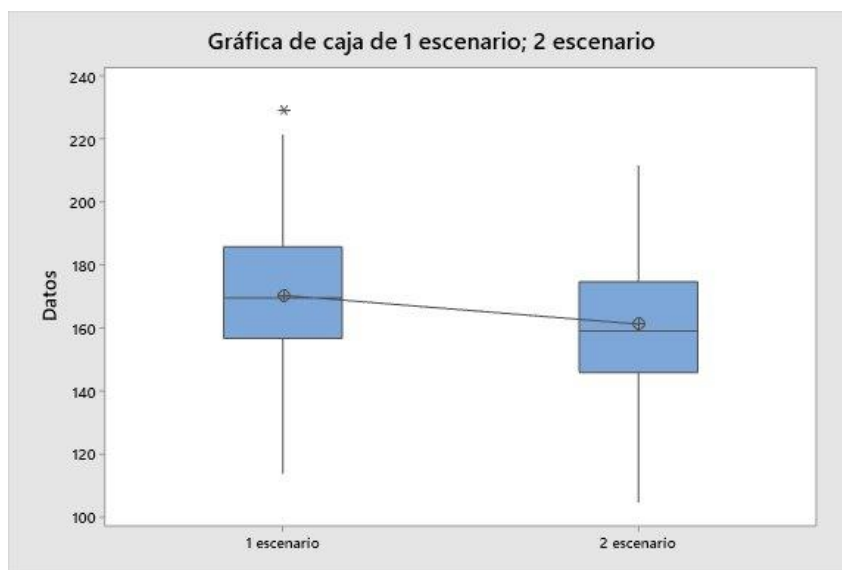 Gráfica de caja de 1 escenario; 2 escenario
240
220
200
180
160
140
120
100
Datos
1 escenario
2 escenario